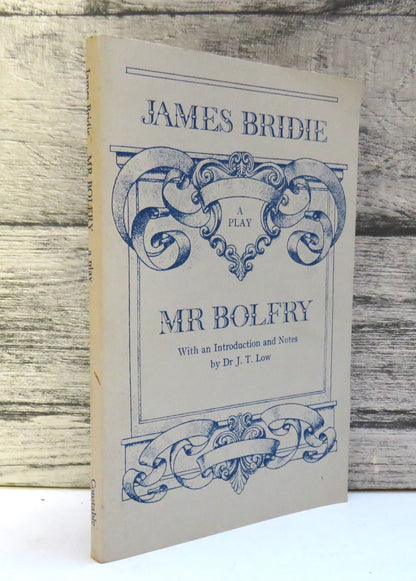 JAMES BRIDIE
A
PLAY
MR BOLFRY
With an Introduction and Notes
by Dr J. T. Low
James Bridie MR BOLFRY a play Constable